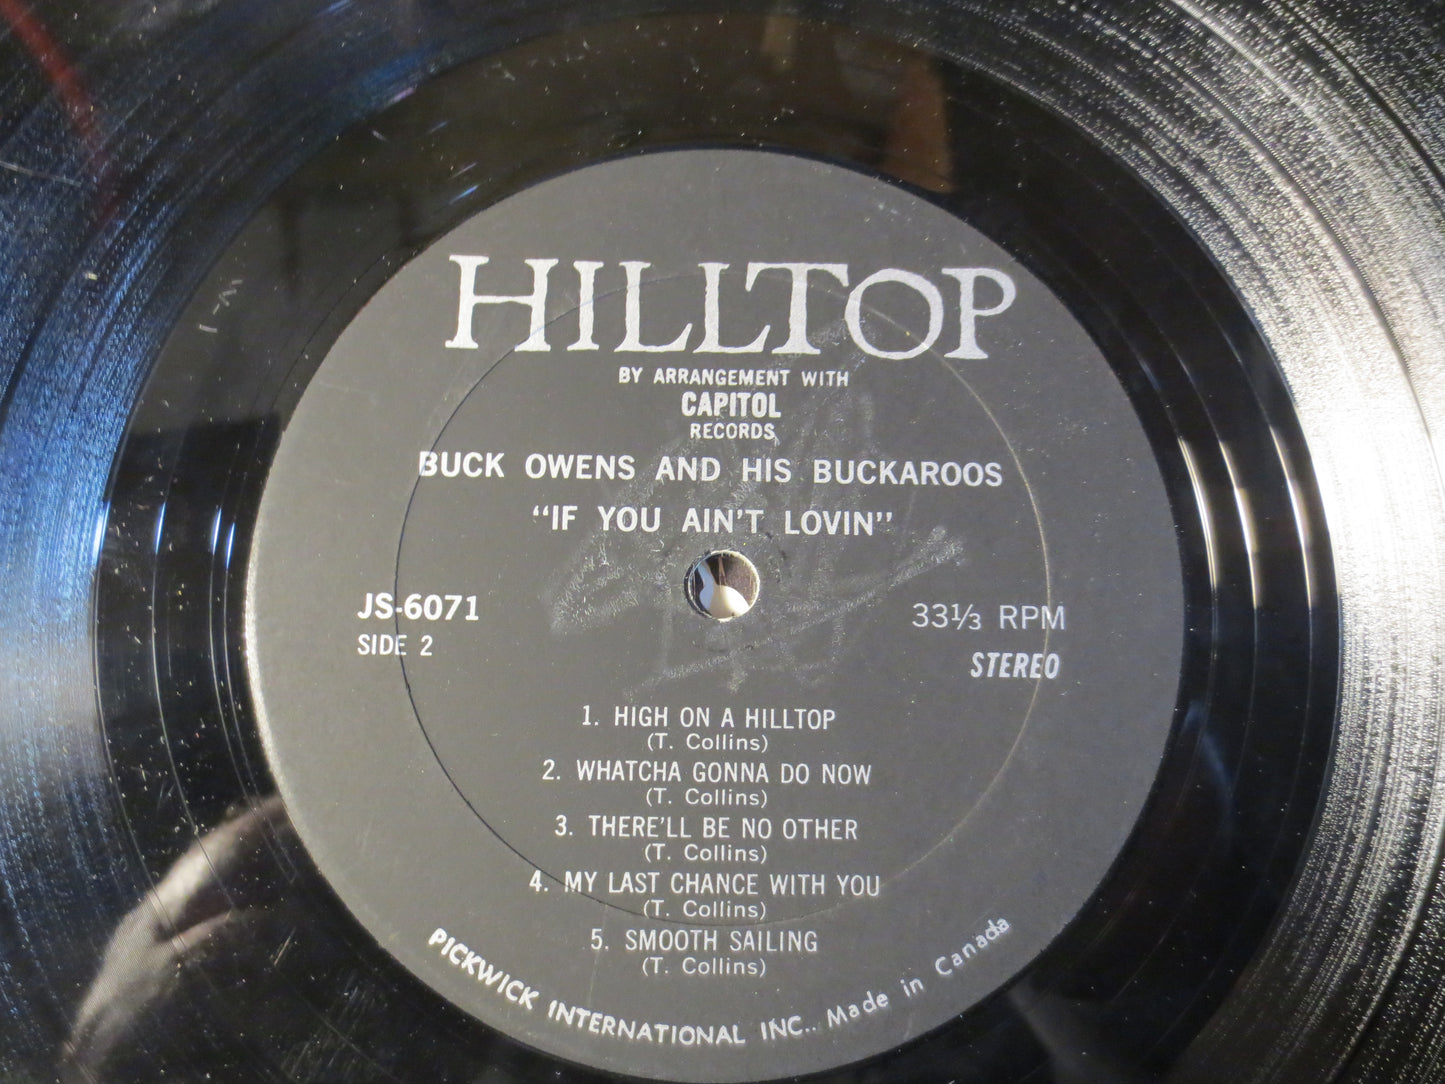 HILLTOP
BY ARRANGEMENT WITH
CAPITOL
RECORDS
BUCK OWENS AND HIS BUCKAROOS
"IF YOU AIN'T LOVIN"
JS-6071
SIDE 2
33⅓ RPM
STEREO
1. HIGH ON A HILLTOP
(T. Collins)
2. WHATCHA GONNA DO NOW
(T. Collins)
3. THERE'LL BE NO OTHER
(T. Collins)
4. MY LAST CHANCE WITH YOU
(T. Collins)
5. SMOOTH SAILING
(T. Collins)
PICKWICK INTERNATIONAL INC.. Made in Canada